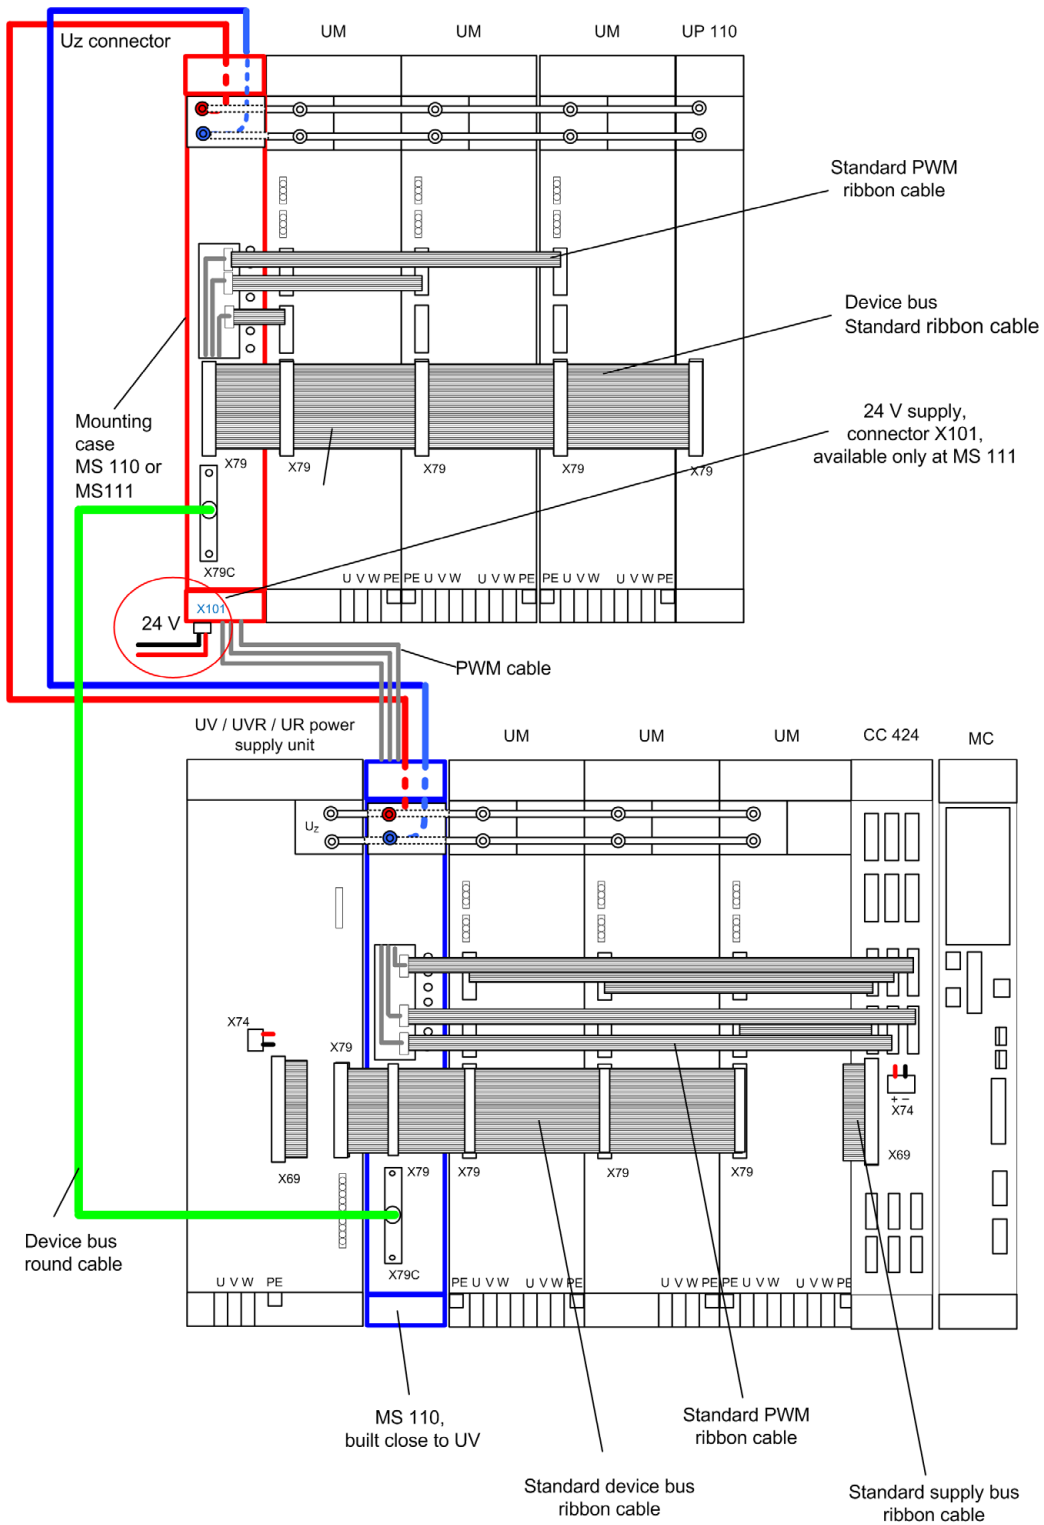 Uz connector
UM
UM
UM
UP 110
Standard PWM
ribbon cable
Device bus
Standard ribbon cable
24 V supply,
connector X101,
available only at MS 111
Mounting
case
MS 110 or
MS111
X79
X79
X79
X79
X79
X79C
U V W PE
PE U V W
U V W PE
PE U V W
U V W PE
X101
24 V
PWM cable
UV / UVR / UR power
supply unit
UM
UM
UM
CC 424
MC
Uz
X74
X79
X69
X79
X79
X79
X79
X74
+ −
X69
X79C
U V W PE
PE U V W
U V W PE
U V W PE
PE U V W
U V W PE
Device bus
round cable
MS 110,
built close to UV
Standard PWM
ribbon cable
Standard device bus
ribbon cable
Standard supply bus
ribbon cable